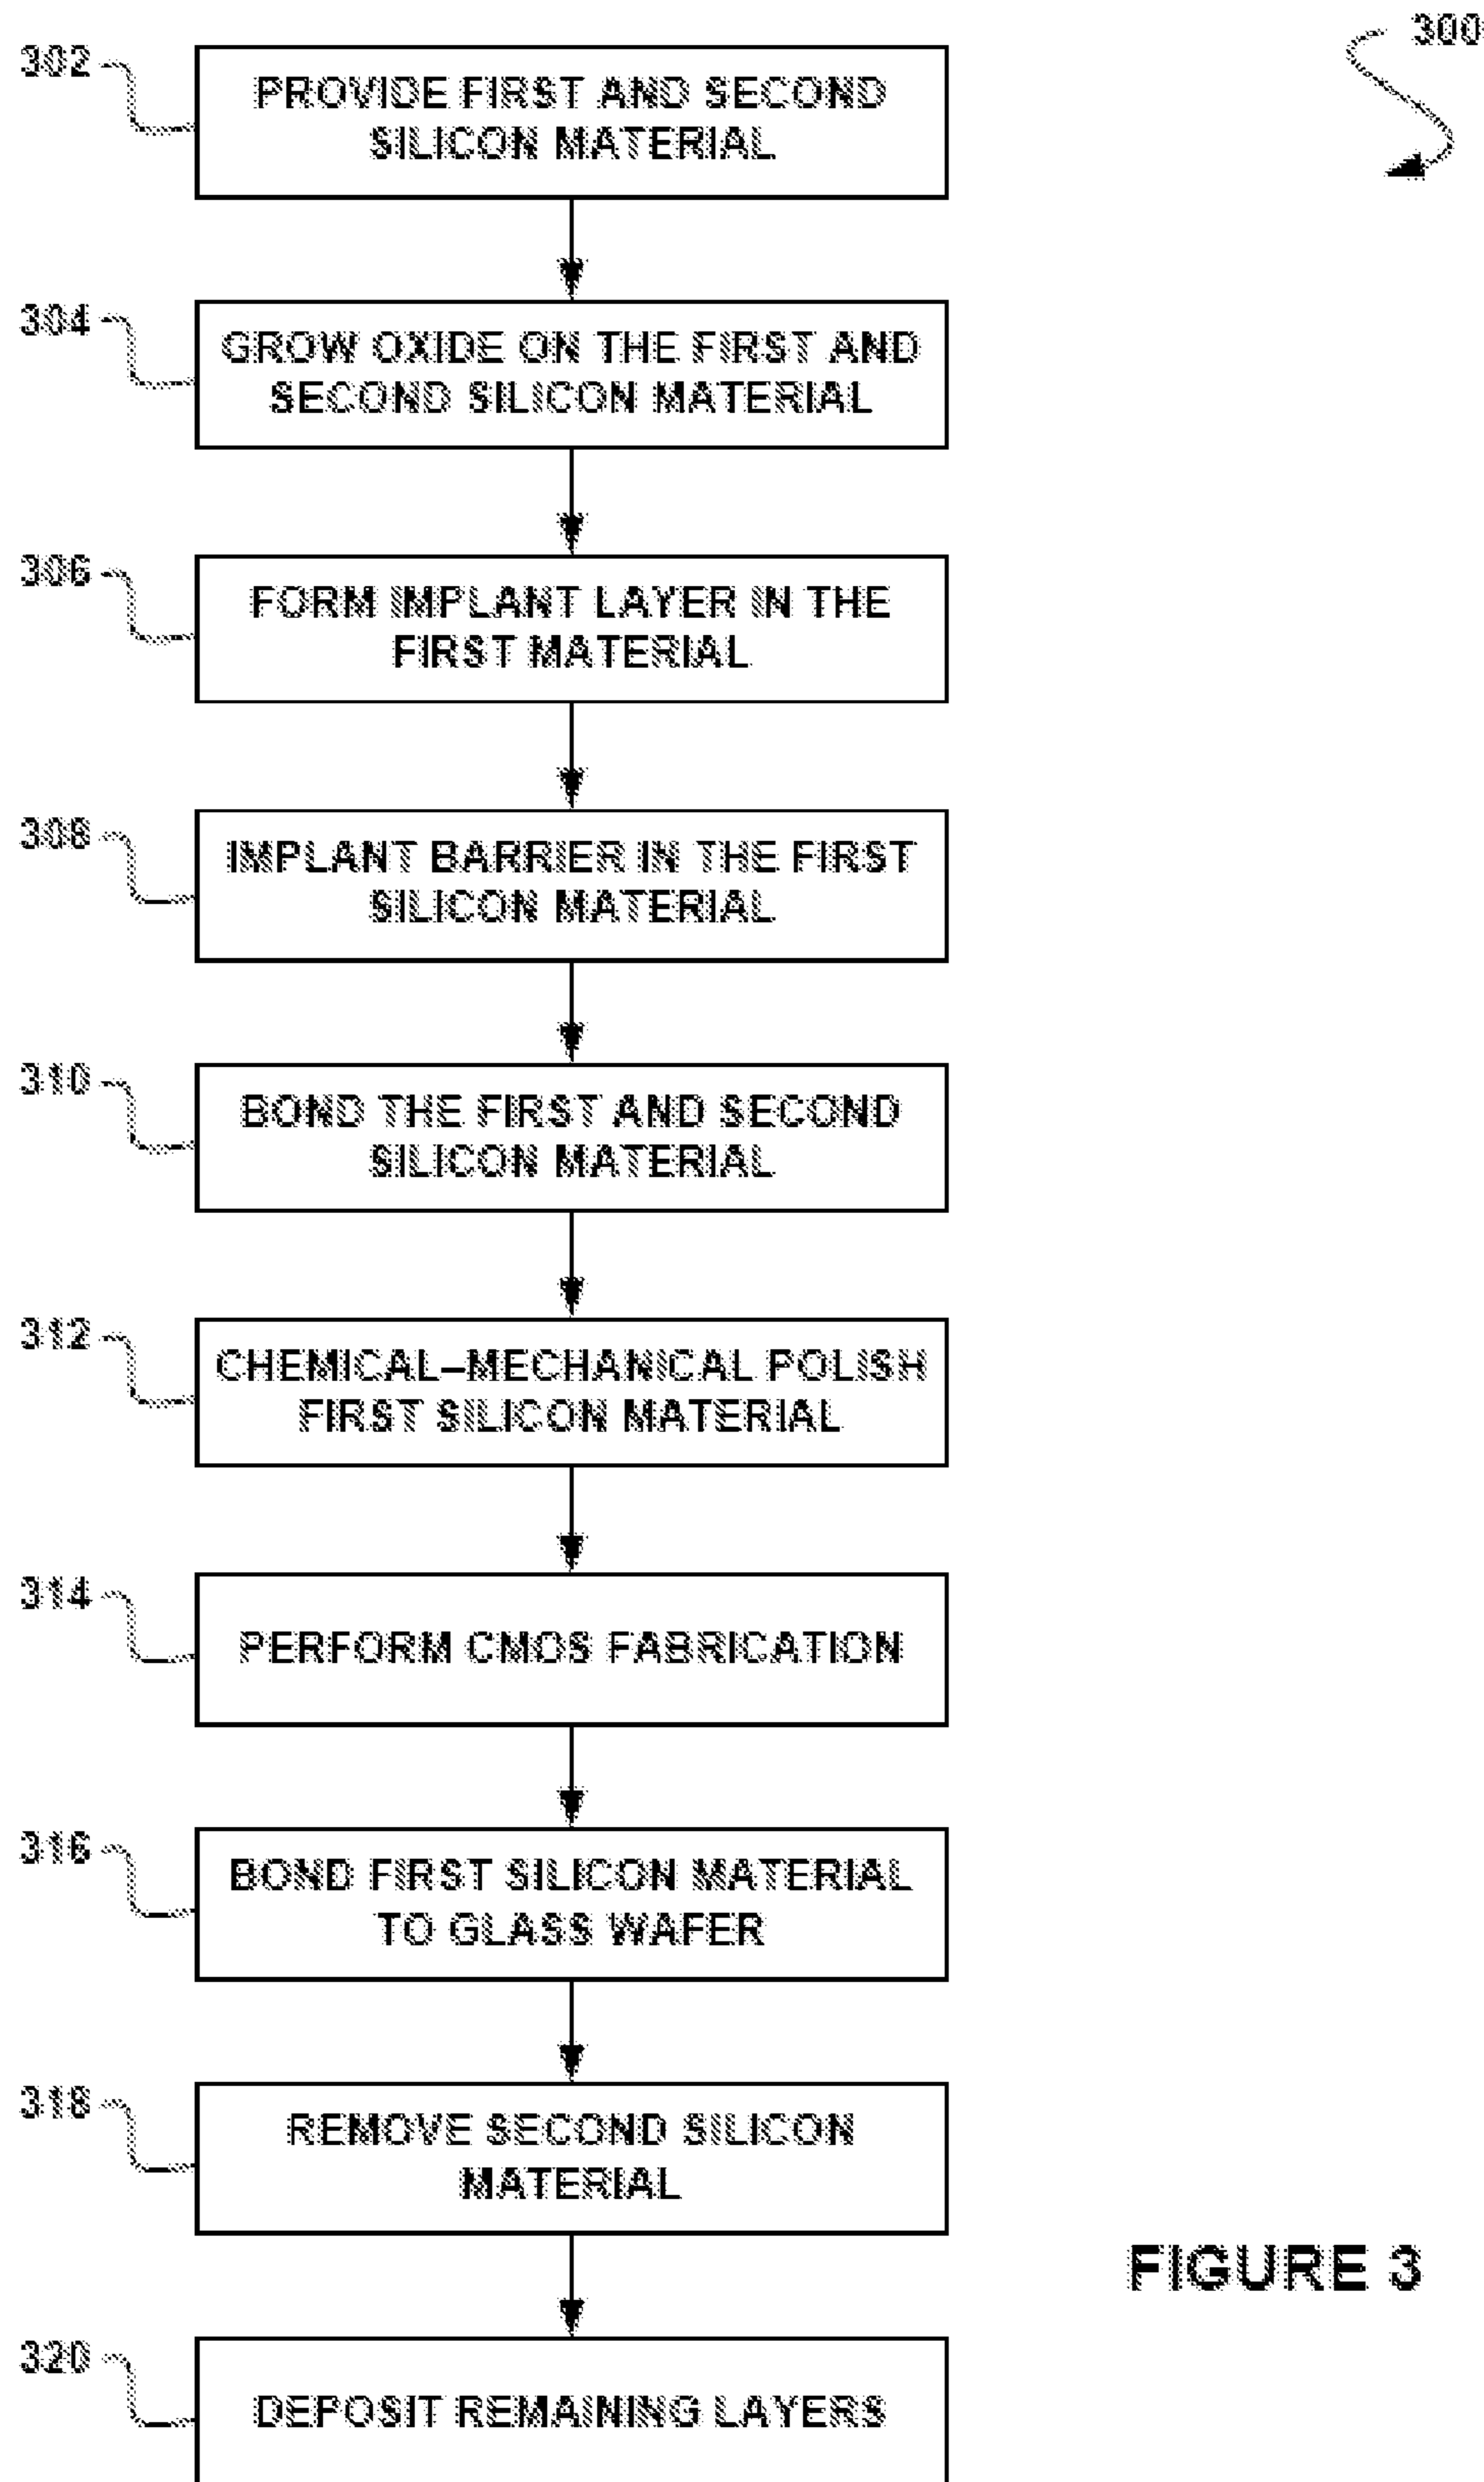 300
302
PROVIDE FIRST AND SECOND
SILICON MATERIAL
304
GROW OXIDE ON THE FIRST AND
SECOND SILICON MATERIAL
306
FORM IMPLANT LAYER IN THE
FIRST MATERIAL
308
IMPLANT BARRIER IN THE FIRST
SILICON MATERIAL
310
BOND THE FIRST AND SECOND
SILICON MATERIAL
312
CHEMICAL–MECHANICAL POLISH
FIRST SILICON MATERIAL
314
PERFORM CMOS FABRICATION
316
BOND FIRST SILICON MATERIAL
TO GLASS WAFER
318
REMOVE SECOND SILICON
MATERIAL
320
DEPOSIT REMAINING LAYERS
FIGURE 3